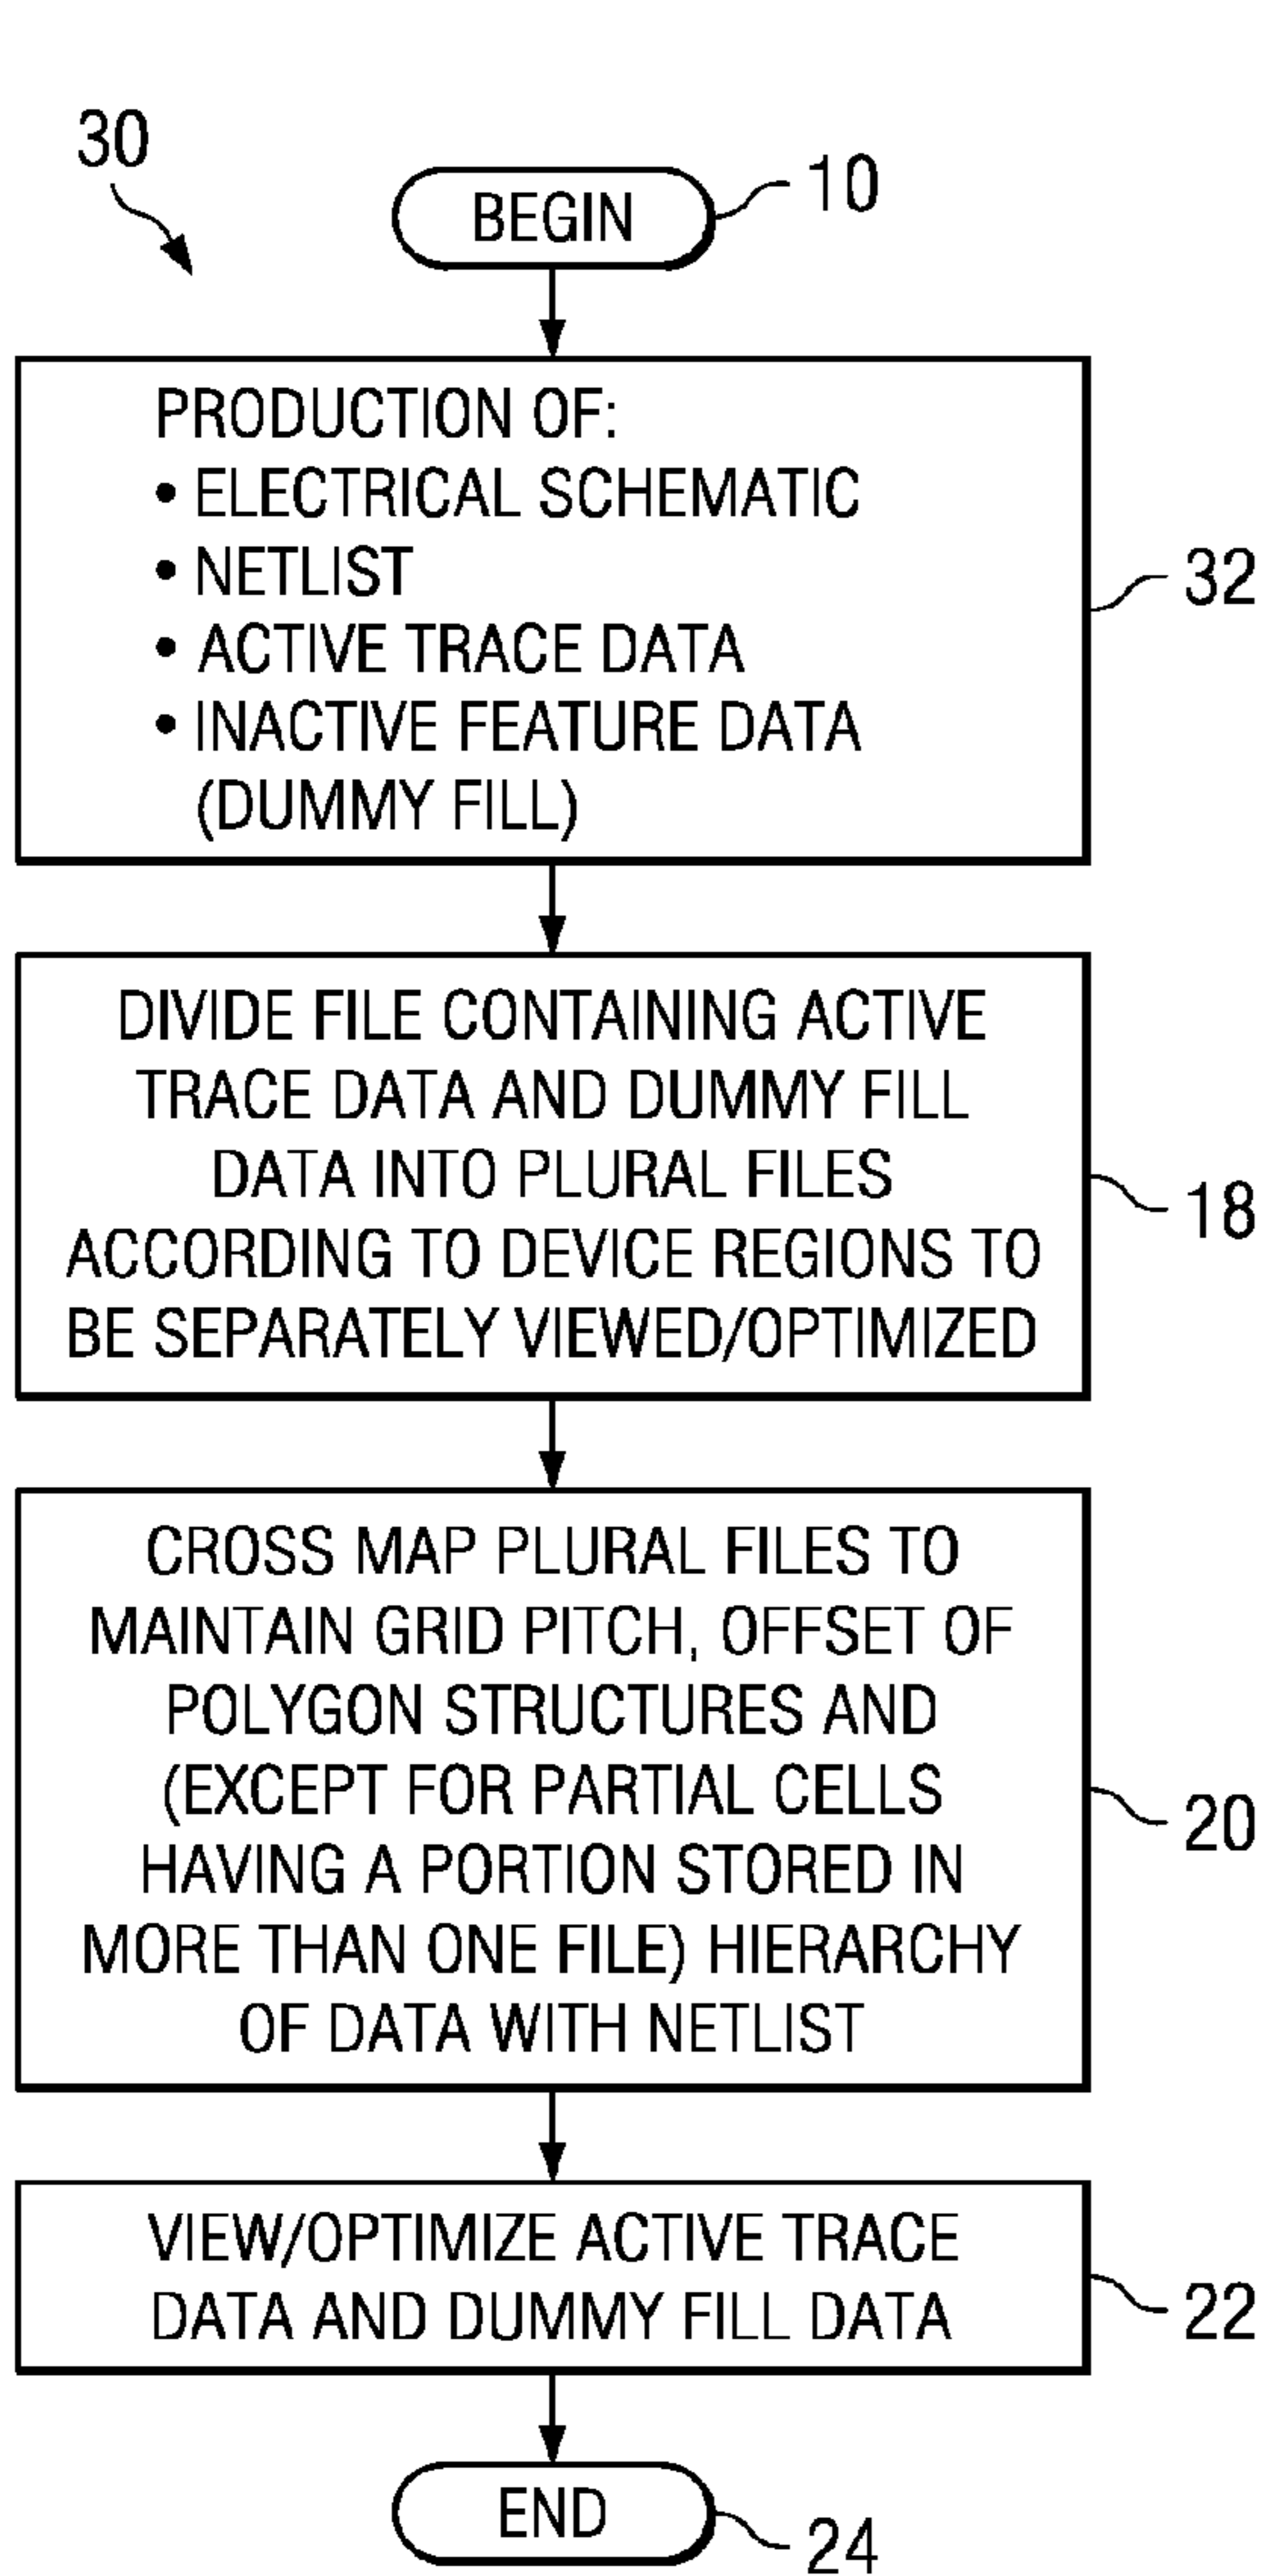 30
BEGIN
10
PRODUCTION OF:
• ELECTRICAL SCHEMATIC
• NETLIST
• ACTIVE TRACE DATA
• INACTIVE FEATURE DATA
(DUMMY FILL)
32
DIVIDE FILE CONTAINING ACTIVE
TRACE DATA AND DUMMY FILL
DATA INTO PLURAL FILES
ACCORDING TO DEVICE REGIONS TO
BE SEPARATELY VIEWED/OPTIMIZED
18
CROSS MAP PLURAL FILES TO
MAINTAIN GRID PITCH, OFFSET OF
POLYGON STRUCTURES AND
(EXCEPT FOR PARTIAL CELLS
HAVING A PORTION STORED IN
MORE THAN ONE FILE) HIERARCHY
OF DATA WITH NETLIST
20
VIEW/OPTIMIZE ACTIVE TRACE
DATA AND DUMMY FILL DATA
22
END
24